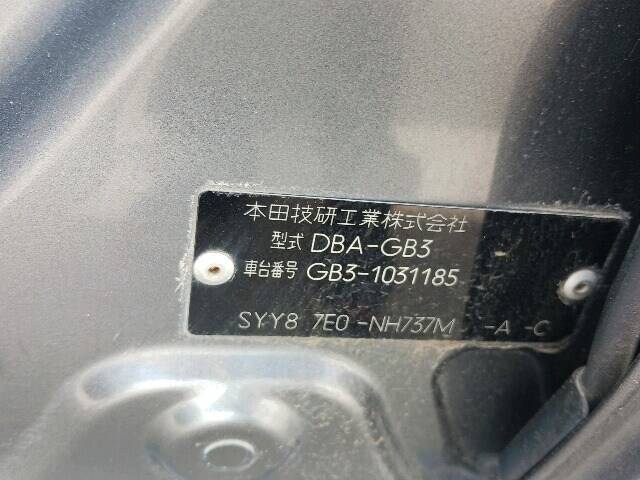 本田技研工業株式会社
型式 DBA-GB3
車台番号 GB3-1031185
SYY8 7E0 -NH737M -A -C